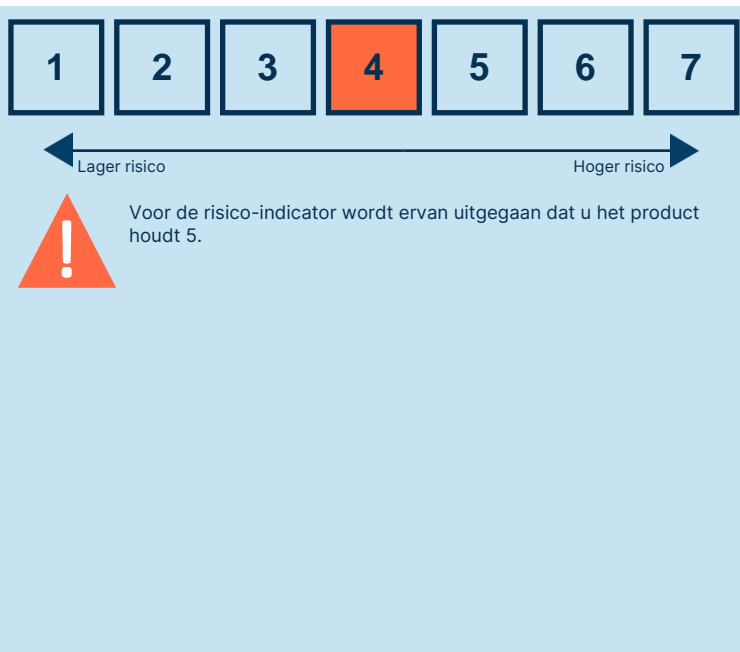 1 2 3 4 5 6 7
Lager risico Hoger risico
! Voor de risico-indicator wordt ervan uitgegaan dat u het product
houdt 5.